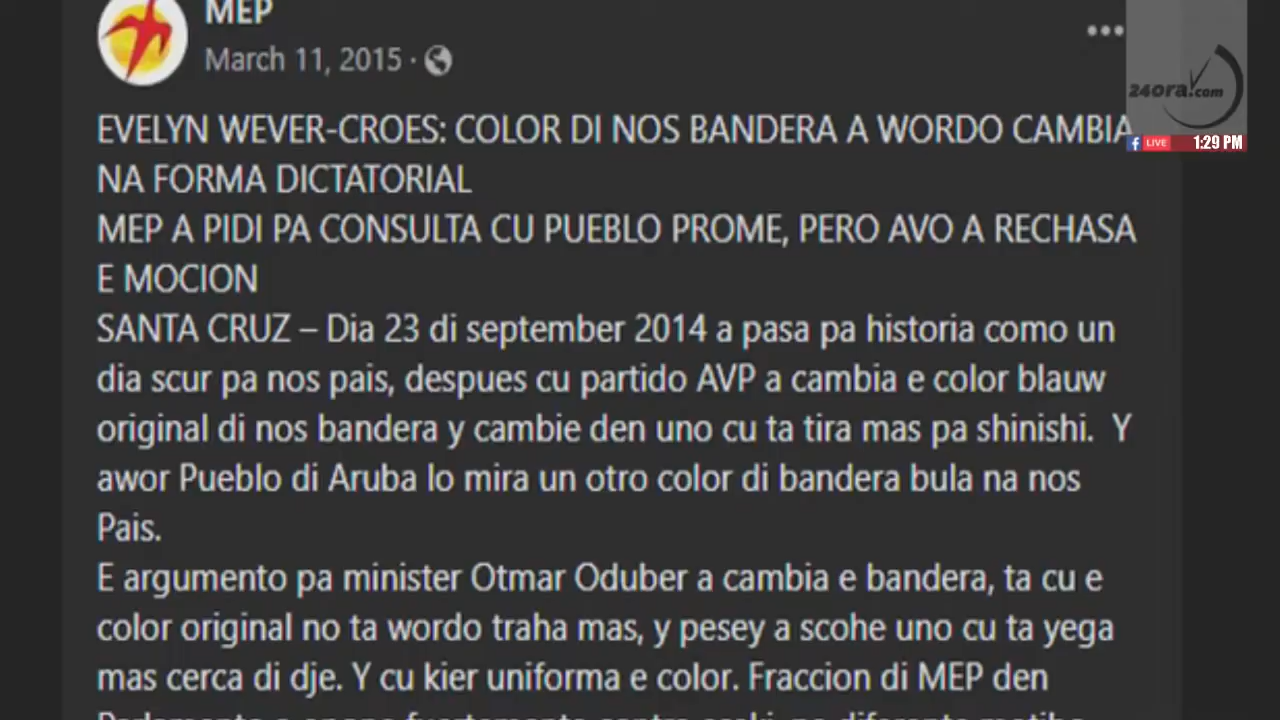 MEP
March 11, 2015 ·
24ora.com
LIVE
1:29 PM
EVELYN WEVER-CROES: COLOR DI NOS BANDERA A WORDO CAMBIA
NA FORMA DICTATORIAL
MEP A PIDI PA CONSULTA CU PUEBLO PROME, PERO AVO A RECHASA
E MOCION
SANTA CRUZ – Dia 23 di september 2014 a pasa pa historia como un
dia scur pa nos pais, despues cu partido AVP a cambia e color blauw
original di nos bandera y cambie den uno cu ta tira mas pa shinishi. Y
awor Pueblo di Aruba lo mira un otro color di bandera bula na nos
Pais.
E argumento pa minister Otmar Oduber a cambia e bandera, ta cu e
color original no ta wordo traha mas, y pesey a scohe uno cu ta yega
mas cerca di dje. Y cu kier uniforma e color. Fraccion di MEP den